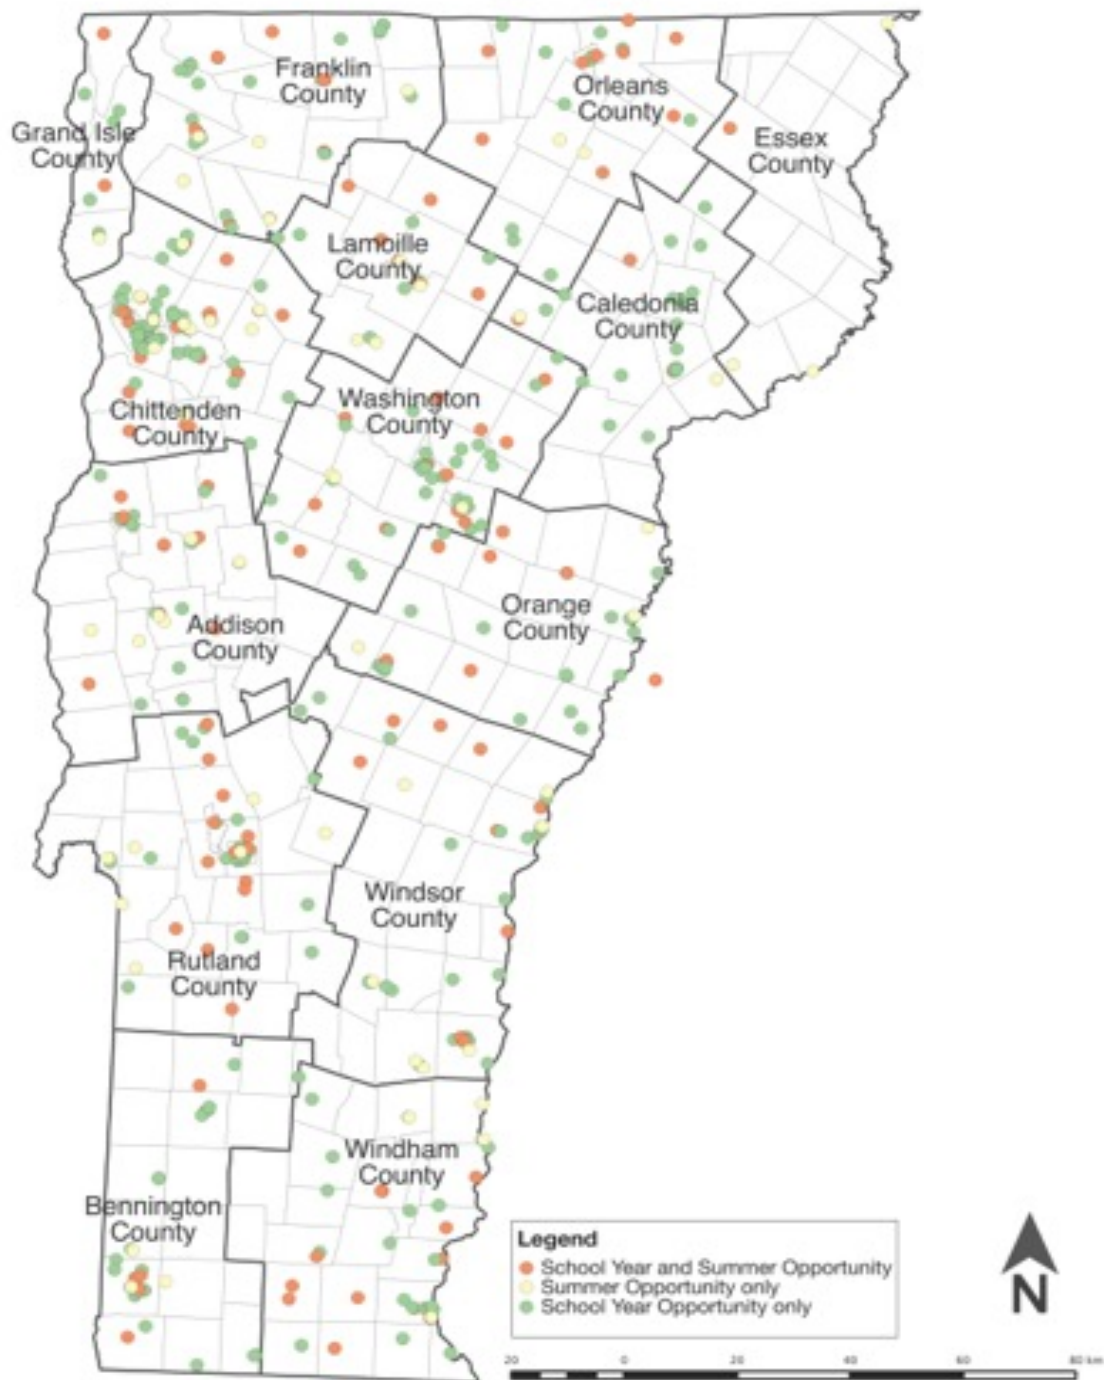 Franklin
County
Orleans
County
Grand Isle
County
Essex
County
Lamoille
County
Caledonia
County
Chittenden
County
Washington
County
Addison
County
Orange
County
Windsor
County
Rutland
County
Windham
County
Bennington
County
Legend
School Year and Summer Opportunity
Summer Opportunity only
School Year Opportunity only
N
20 0 20 40 60 80 km